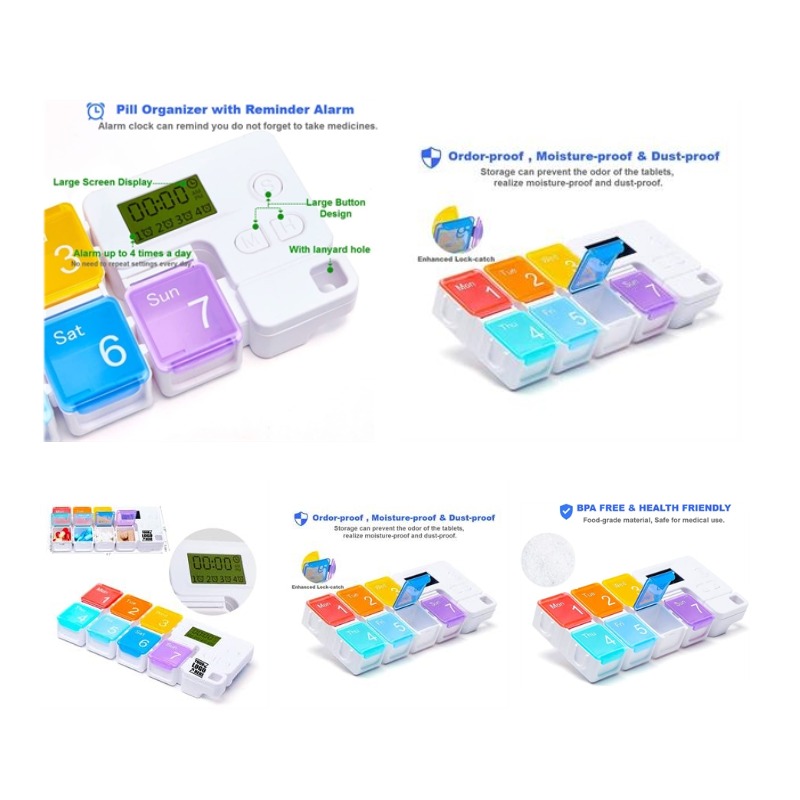 Pill Organizer with Reminder Alarm
Alarm clock can remind you do not forget to take medicines.
Large Screen Display
00:00
1 2 3 4
Large Button
Design
M H
Alarm up to 4 times a day
No need to repeat settings every day.
With lanyard hole
3
Sat 6
Sun 7
Ordor-proof , Moisture-proof & Dust-proof
Storage can prevent the odor of the tablets,
realize moisture-proof and dust-proof.
Enhanced Lock-catch
Mon 1
Tue 2
Wed 3
Thu 4
Fri 5
Sun 7
YOUR
LOGO
HERE
00:00
1 2 3 4
1
2
3
4
5
6
7
LOGO
Ordor-proof , Moisture-proof & Dust-proof
Storage can prevent the odor of the tablets,
realize moisture-proof and dust-proof.
Enhanced Lock-catch
Mon 1
Tue 2
Wed 3
Thu 4
Fri 5
Sun 7
BPA FREE & HEALTH FRIENDLY
Food-grade material, Safe for medical use.
Mon 1
Tue 2
Wed 3
Thu 4
Fri 5
Sun 7